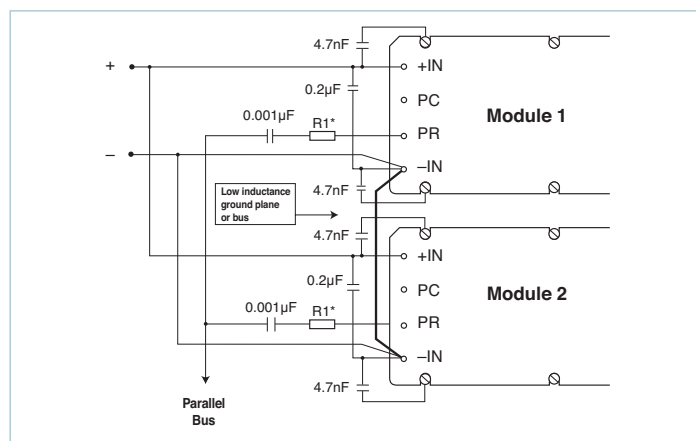 4.7nF
+
+IN
0.2µF
PC
Module 1
0.001µF
R1*
PR
–
–IN
Low inductance
ground plane
or bus
4.7nF
4.7nF
+IN
0.2µF
PC
Module 2
0.001µF
R1*
PR
–IN
4.7nF
Parallel
Bus